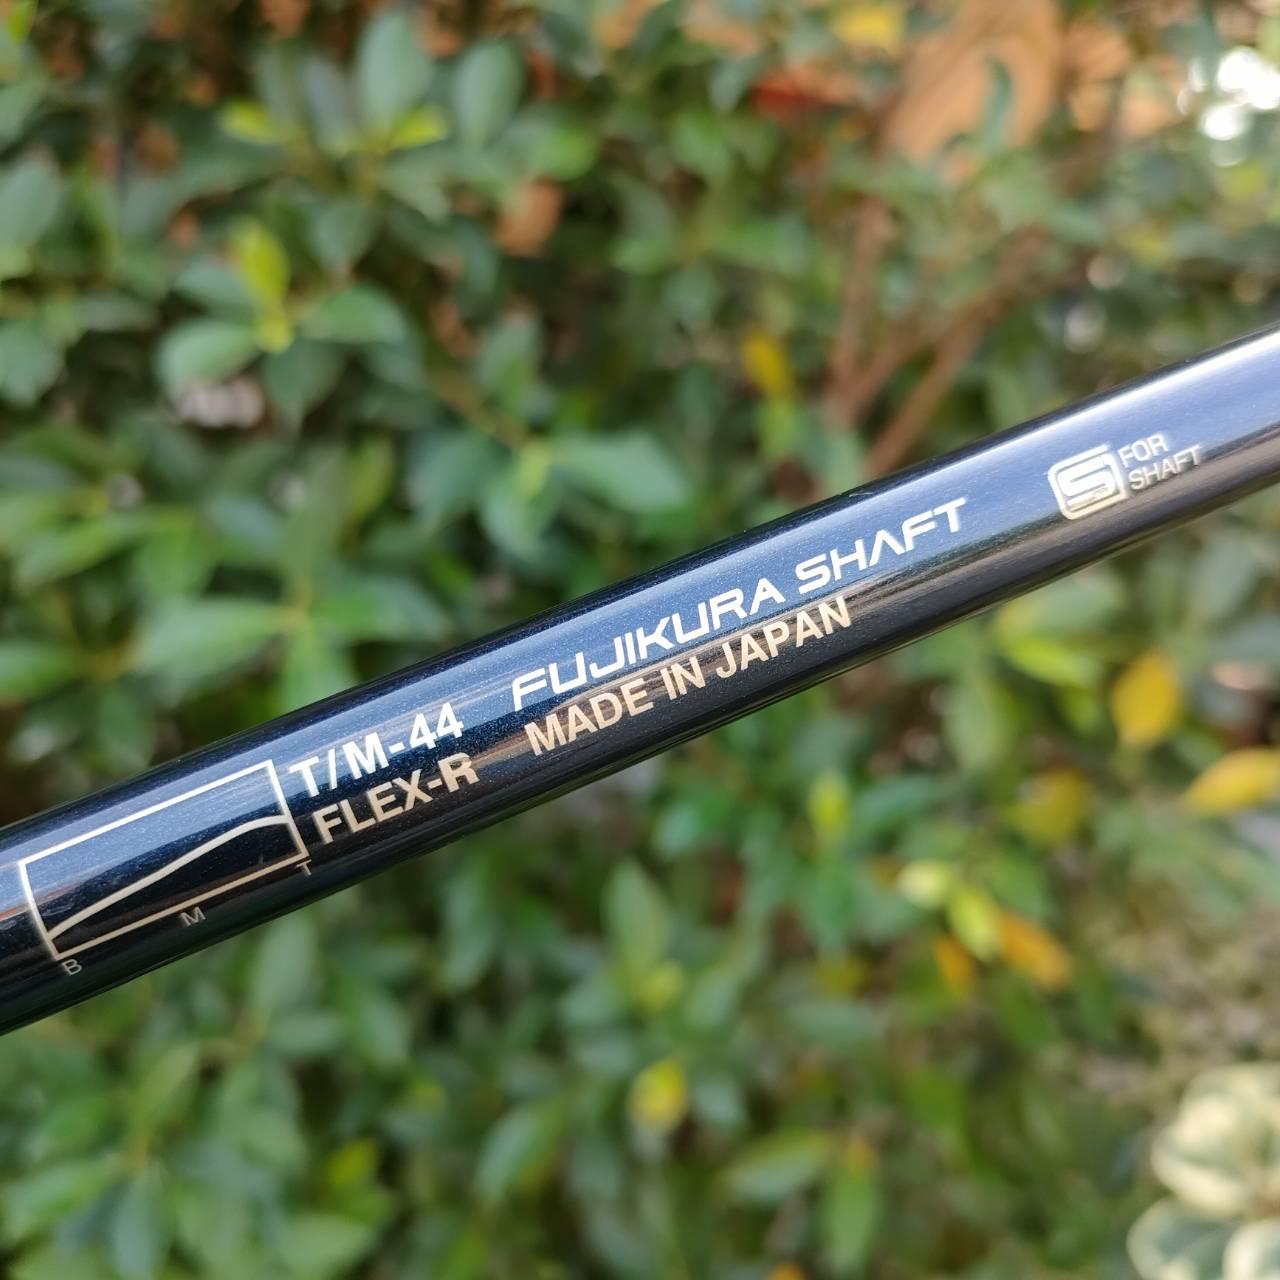 T/M-44
FLEX-R
FUJIKURA SHAFT
MADE IN JAPAN
S FOR
SHAFT
B
M
T